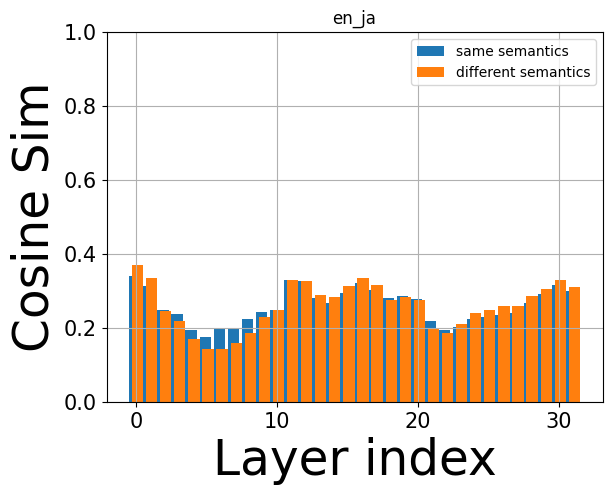 en_ja
same semantics
different semantics
1.0
0.8
0.6
0.4
0.2
0.0
Cosine Sim
0 10 20 30
Layer index